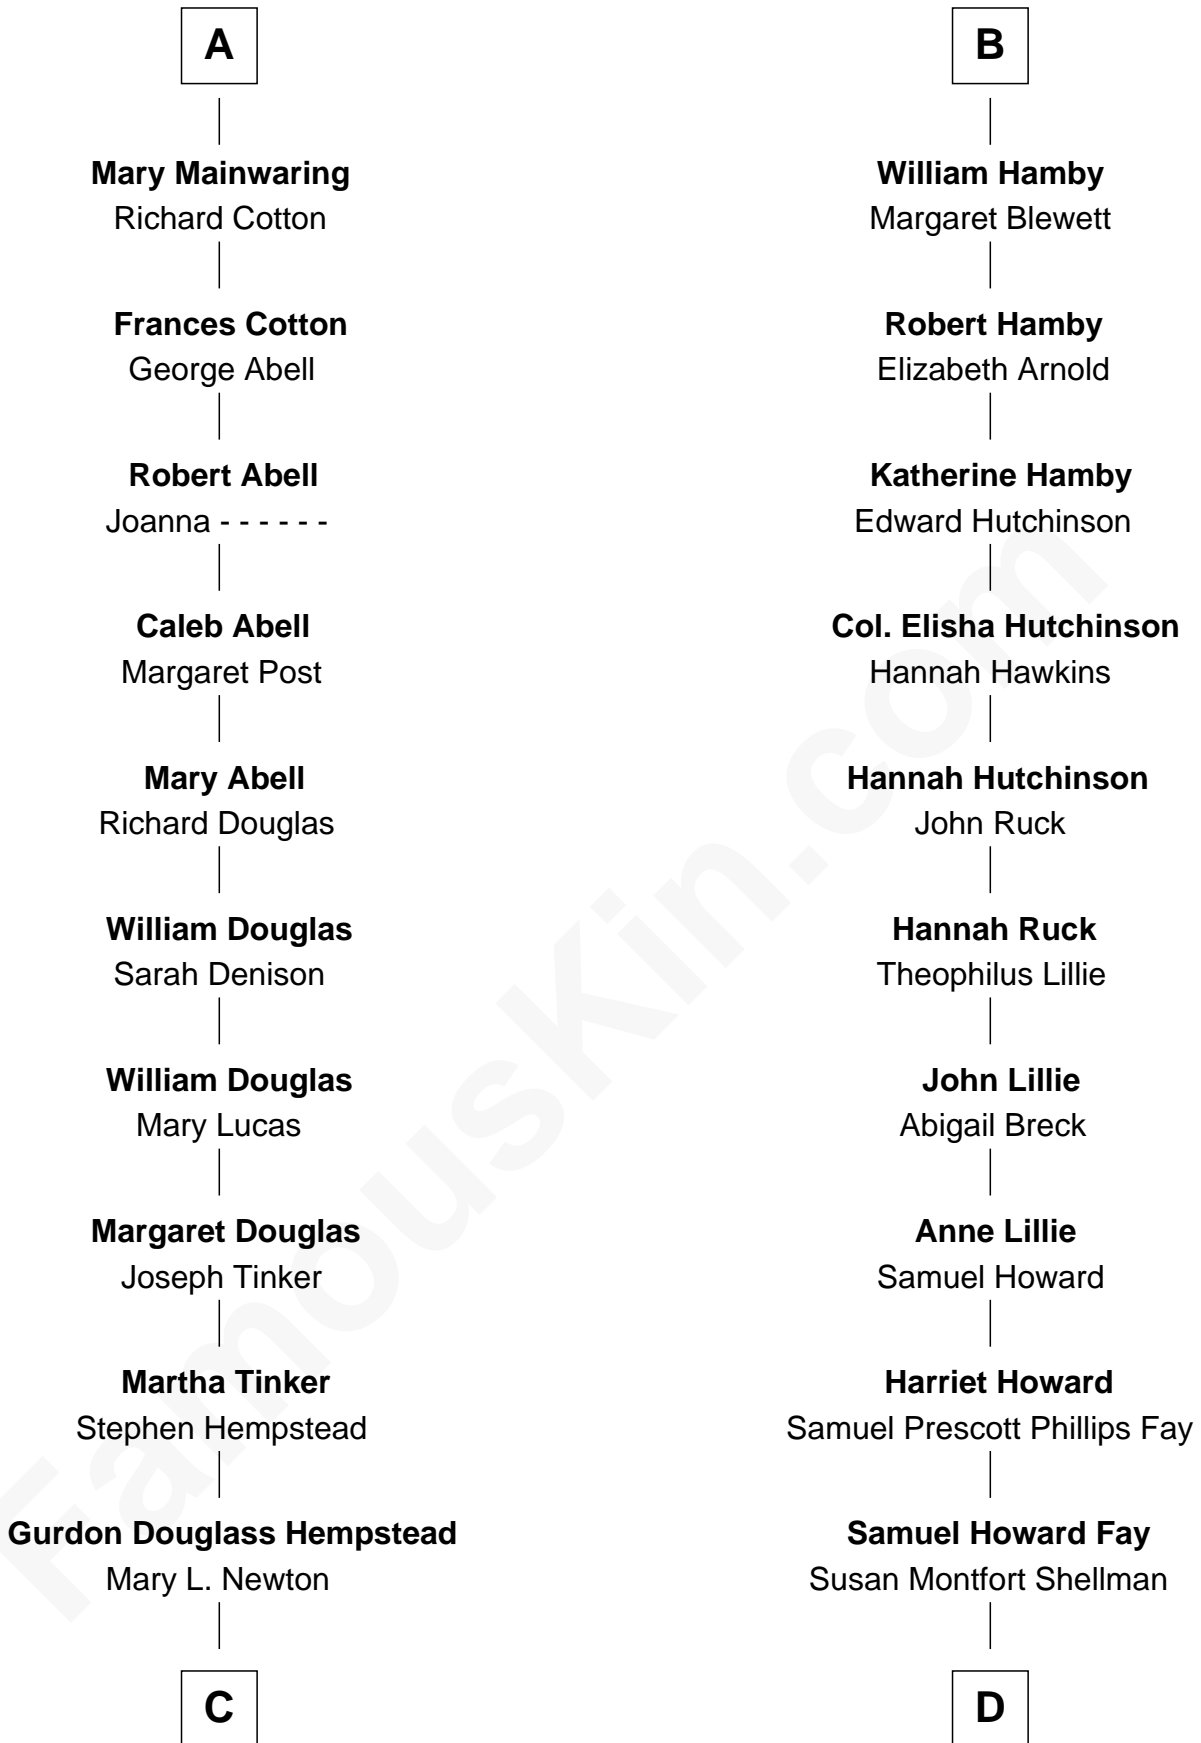 A
Mary Mainwaring
Richard Cotton
Frances Cotton
George Abell
Robert Abell
Joanna - - - - - -
Caleb Abell
Margaret Post
Mary Abell
Richard Douglas
William Douglas
Sarah Denison
William Douglas
Mary Lucas
Margaret Douglas
Joseph Tinker
Martha Tinker
Stephen Hempstead
Gurdon Douglass Hempstead
Mary L. Newton
C
B
William Hamby
Margaret Blewett
Robert Hamby
Elizabeth Arnold
Katherine Hamby
Edward Hutchinson
Col. Elisha Hutchinson
Hannah Hawkins
Hannah Hutchinson
John Ruck
Hannah Ruck
Theophilus Lillie
John Lillie
Abigail Breck
Anne Lillie
Samuel Howard
Harriet Howard
Samuel Prescott Phillips Fay
Samuel Howard Fay
Susan Montfort Shellman
D
FamousKin.com